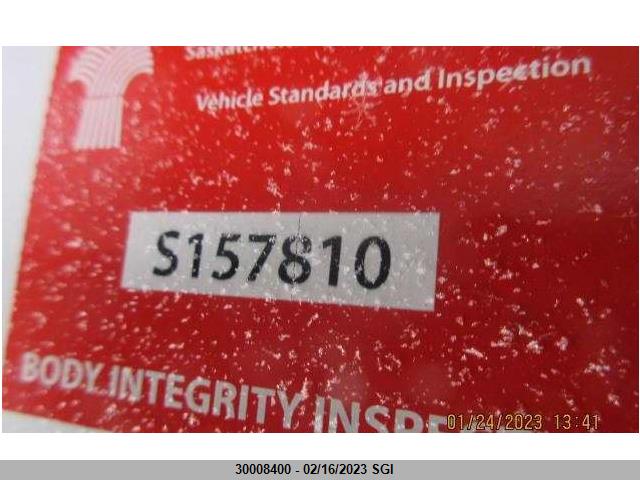 Vehicle Standards and Inspection
S157810
BODY INTEGRITY
01/24/2023 13:41
30008400 - 02/16/2023 SGI